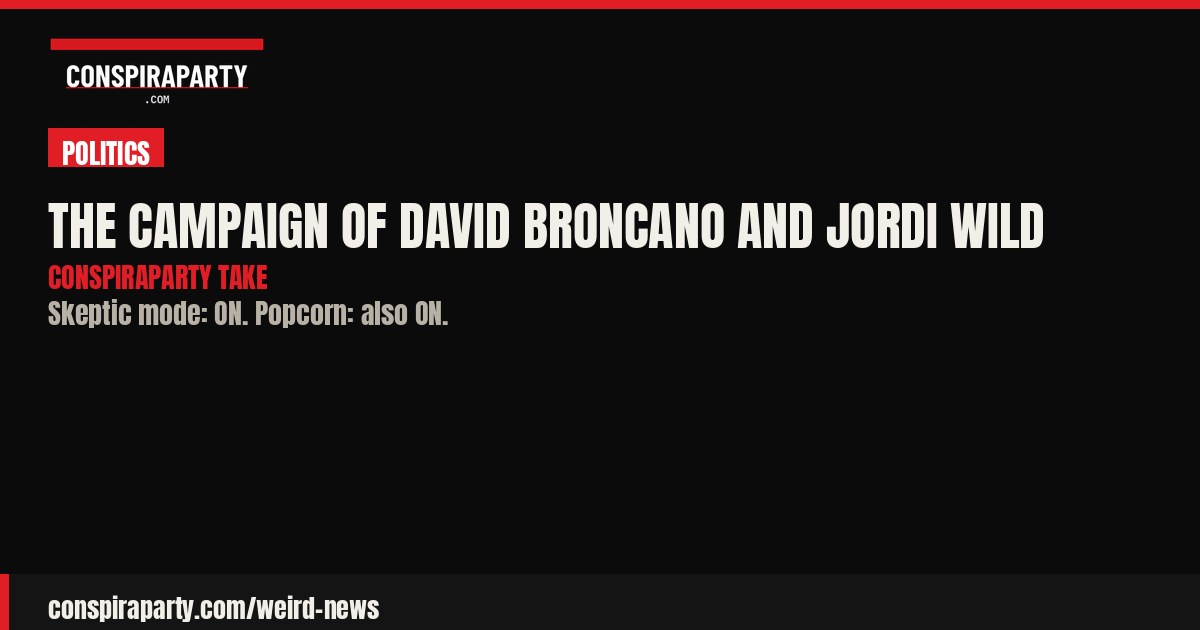 CONSPIRAPARTY
.COM
POLITICS
THE CAMPAIGN OF DAVID BRONCANO AND JORDI WILD
CONSPIRAPARTY TAKE
Skeptic mode: ON. Popcorn: also ON.
conspiraparty.com/weird-news